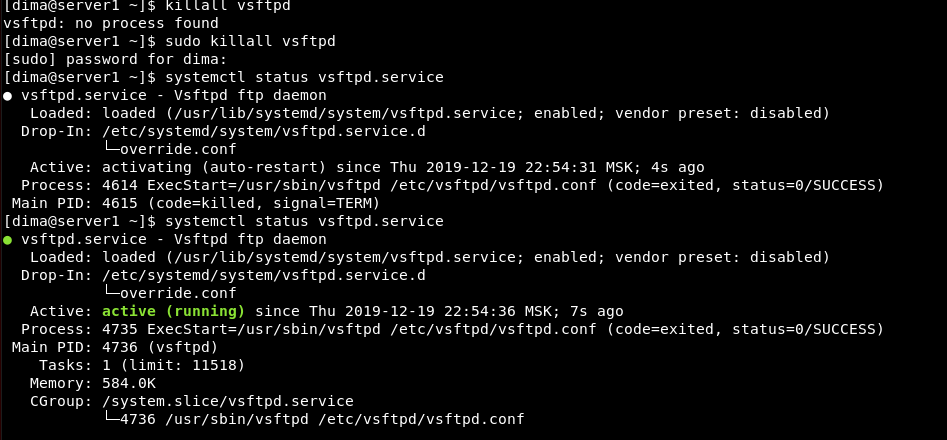 [dima@server1 ~]$ killall vsftpd
vsftpd: no process found
[dima@server1 ~]$ sudo killall vsftpd
[sudo] password for dima:
[dima@server1 ~]$ systemctl status vsftpd.service
● vsftpd.service - Vsftpd ftp daemon
   Loaded: loaded (/usr/lib/systemd/system/vsftpd.service; enabled; vendor preset: disabled)
  Drop-In: /etc/systemd/system/vsftpd.service.d
           └─override.conf
   Active: activating (auto-restart) since Thu 2019-12-19 22:54:31 MSK; 4s ago
  Process: 4614 ExecStart=/usr/sbin/vsftpd /etc/vsftpd/vsftpd.conf (code=exited, status=0/SUCCESS)
 Main PID: 4615 (code=killed, signal=TERM)
[dima@server1 ~]$ systemctl status vsftpd.service
● vsftpd.service - Vsftpd ftp daemon
   Loaded: loaded (/usr/lib/systemd/system/vsftpd.service; enabled; vendor preset: disabled)
  Drop-In: /etc/systemd/system/vsftpd.service.d
           └─override.conf
   Active: active (running) since Thu 2019-12-19 22:54:36 MSK; 7s ago
  Process: 4735 ExecStart=/usr/sbin/vsftpd /etc/vsftpd/vsftpd.conf (code=exited, status=0/SUCCESS)
 Main PID: 4736 (vsftpd)
    Tasks: 1 (limit: 11518)
   Memory: 584.0K
   CGroup: /system.slice/vsftpd.service
           └─4736 /usr/sbin/vsftpd /etc/vsftpd/vsftpd.conf